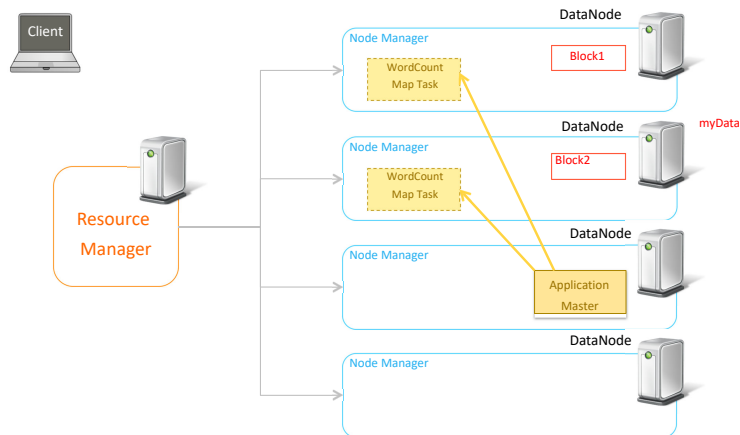 Client
DataNode
Node Manager
Block1
WordCount
Map Task
DataNode
myData
Node Manager
Block2
WordCount
Map Task
Resource
Manager
DataNode
Node Manager
Application
Master
DataNode
Node Manager